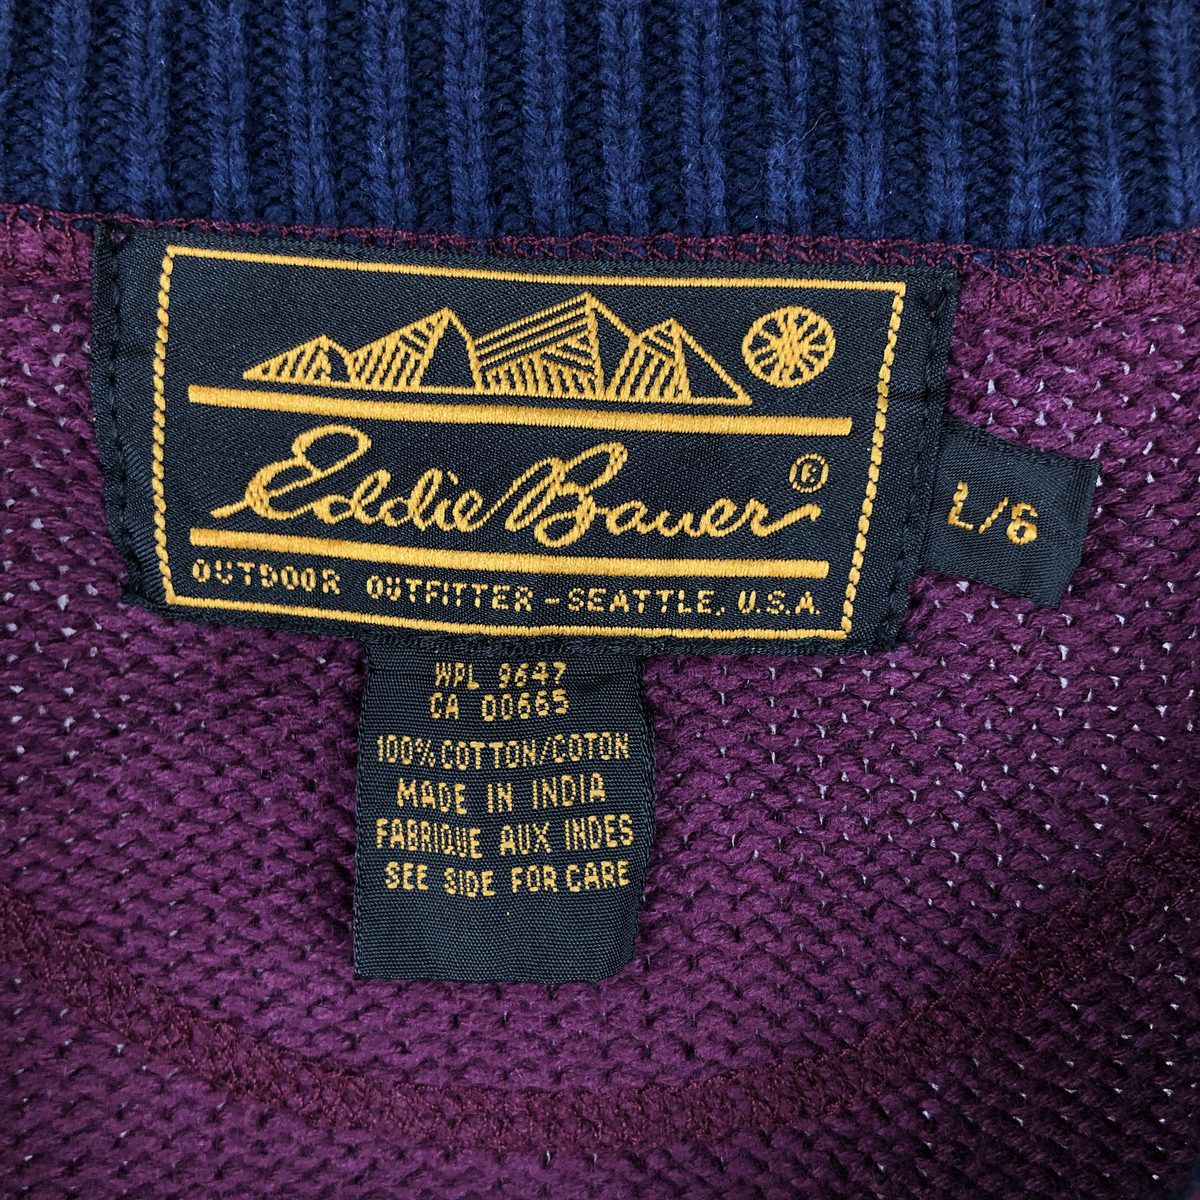 Eddie Bauer ®
OUTDOOR OUTFITTER - SEATTLE, U.S.A.
L/G
WPL 9647
CA 00665
100% COTTON/COTON
MADE IN INDIA
FABRIQUE AUX INDES
SEE SIDE FOR CARE